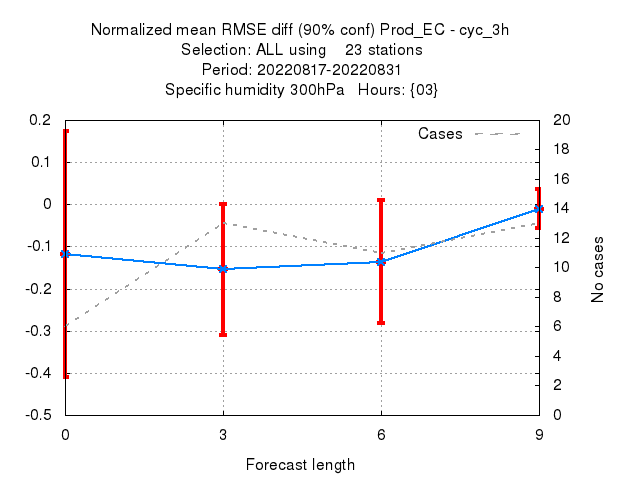 Normalized mean RMSE diff (90% conf) Prod_EC - cyc_3h
Selection: ALL using    23 stations
Period: 20220817-20220831
Specific humidity 300hPa   Hours: {03}
0.2
0.1
0
-0.1
-0.2
-0.3
-0.4
-0.5
Cases
20
18
16
14
12
10
8
6
4
2
0
No cases
0 3 6 9
Forecast length